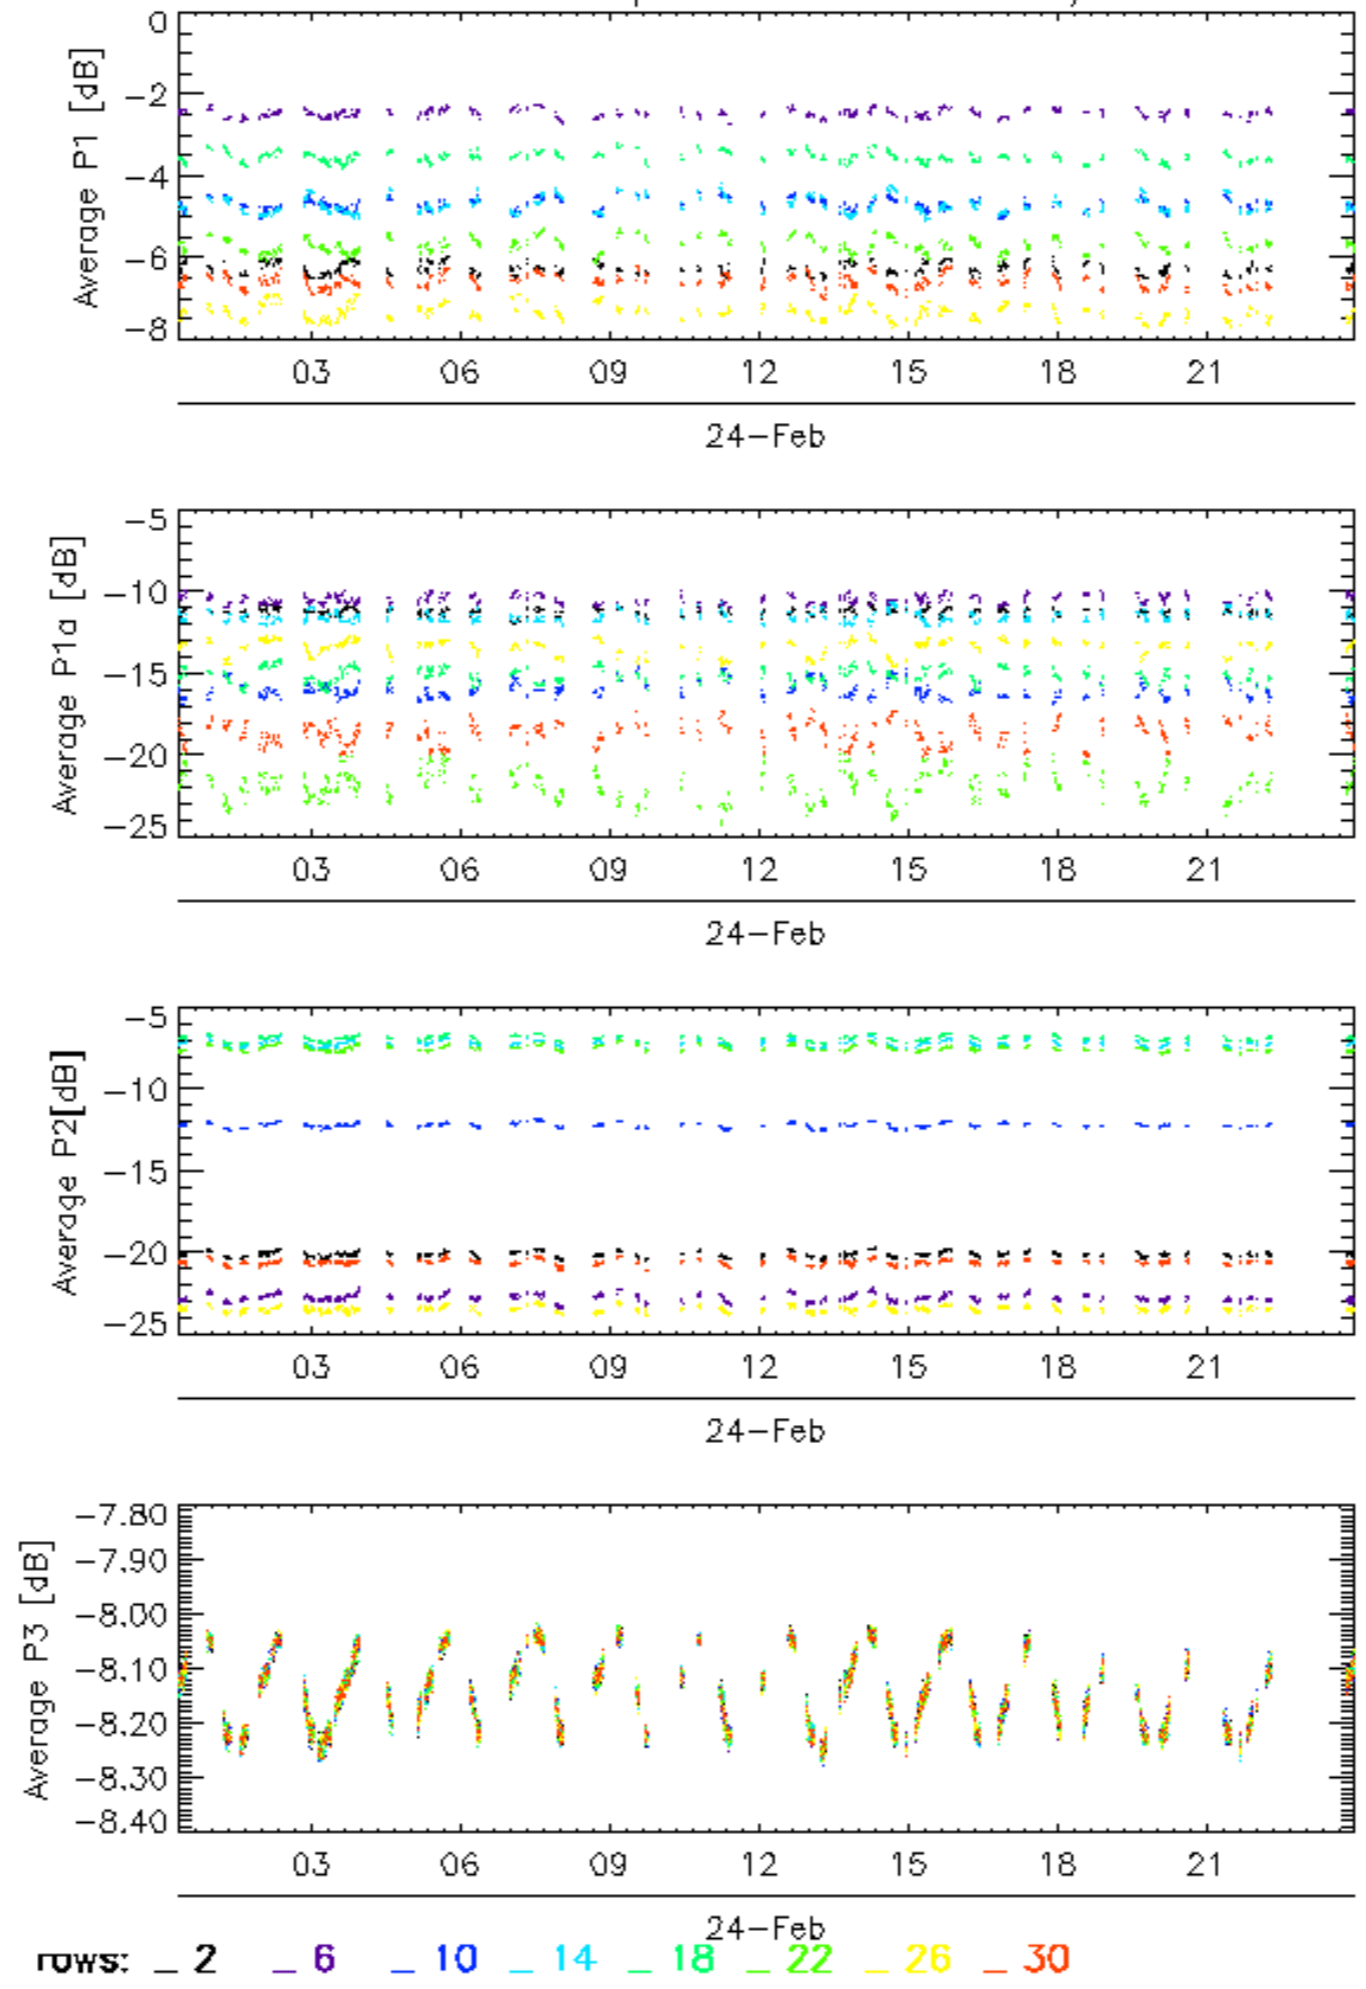 0
−2
−4
−6
−8
Average P1 [dB]
03 06 09 12 15 18 21
24−Feb
−5
−10
−15
−20
−25
Average P1a [dB]
03 06 09 12 15 18 21
24−Feb
−5
−10
−15
−20
−25
Average P2[dB]
03 06 09 12 15 18 21
24−Feb
−7.80
−7.90
−8.00
−8.10
−8.20
−8.30
−8.40
Average P3 [dB]
03 06 09 12 15 18 21
24−Feb
rows: _ 2 _ 6 _ 10 _ 14 _ 18 _ 22 _ 26 _ 30